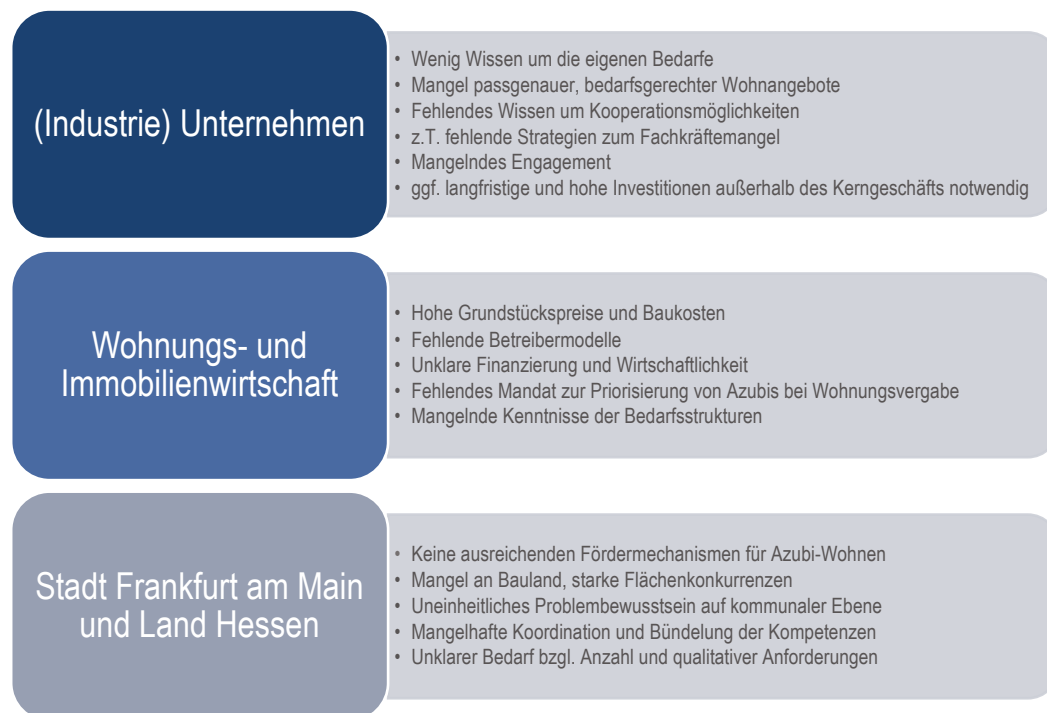 (Industrie) Unternehmen
• Wenig Wissen um die eigenen Bedarfe
• Mangel passgenauer, bedarfsgerechter Wohnangebote
• Fehlendes Wissen um Kooperationsmöglichkeiten
• z.T. fehlende Strategien zum Fachkräftemangel
• Mangelndes Engagement
• ggf. langfristige und hohe Investitionen außerhalb des Kerngeschäfts notwendig
Wohnungs- und
Immobilienwirtschaft
• Hohe Grundstückspreise und Baukosten
• Fehlende Betreibermodelle
• Unklare Finanzierung und Wirtschaftlichkeit
• Fehlendes Mandat zur Priorisierung von Azubis bei Wohnungsvergabe
• Mangelnde Kenntnisse der Bedarfsstrukturen
Stadt Frankfurt am Main
und Land Hessen
• Keine ausreichenden Fördermechanismen für Azubi-Wohnen
• Mangel an Bauland, starke Flächenkonkurrenzen
• Uneinheitliches Problembewusstsein auf kommunaler Ebene
• Mangelhafte Koordination und Bündelung der Kompetenzen
• Unklarer Bedarf bzgl. Anzahl und qualitativer Anforderungen